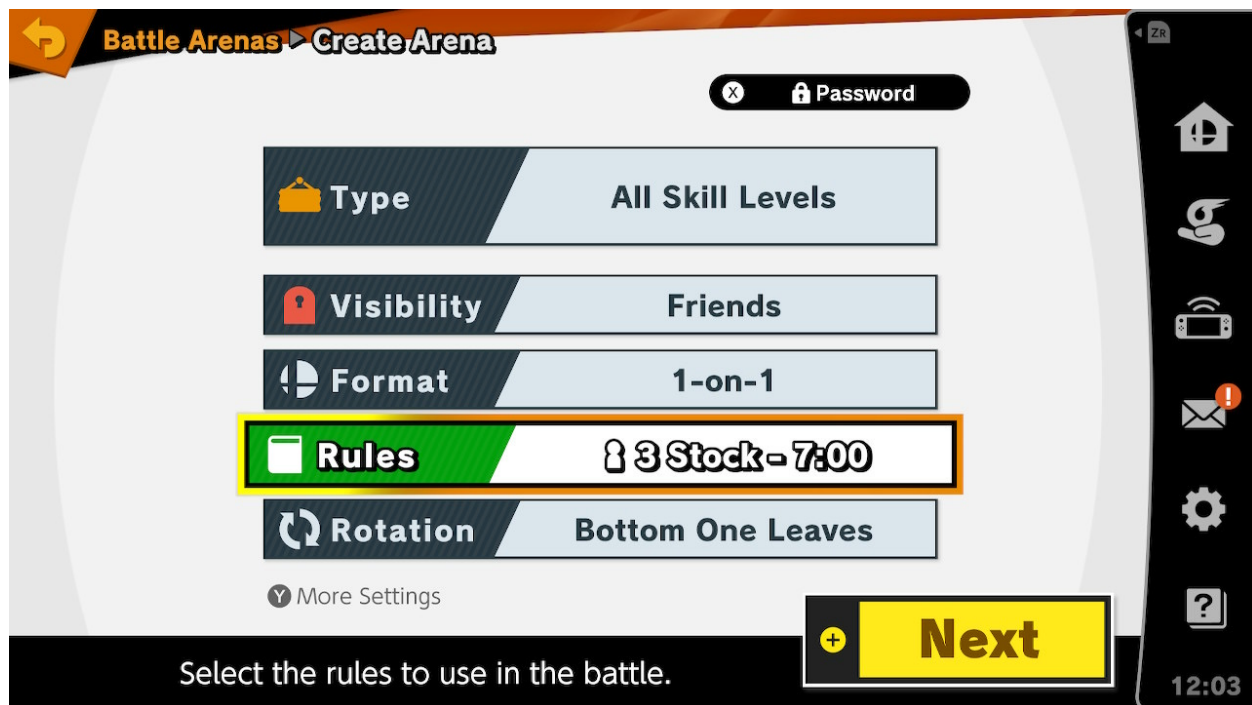 Battle Arenas ▷ Create Arena
ZR
X Password
Type All Skill Levels
Visibility Friends
Format 1-on-1
Rules 3 Stock - 7:00
Rotation Bottom One Leaves
Y More Settings
+ Next
Select the rules to use in the battle.
!
?
12:03